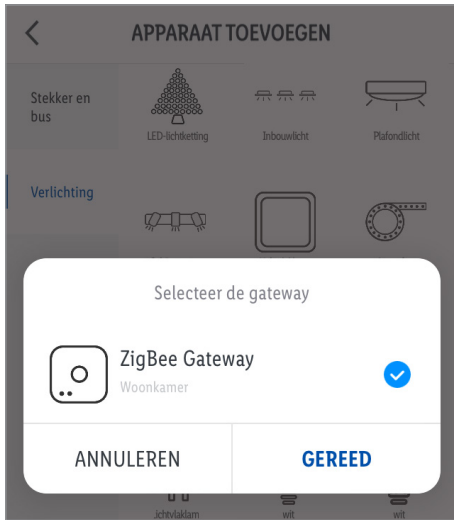 APPARAAT TOEVOEGEN
Stekker en
bus
LED-lichtketting
Inbouwlicht
Plafondlicht
Verlichting
Selecteer de gateway
ZigBee Gateway
Woonkamer
ANNULEREN
GEREED
wit
wit